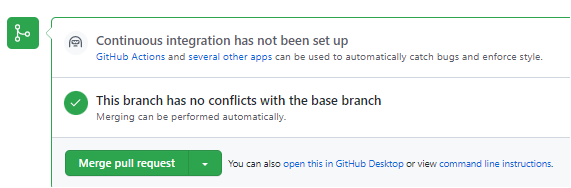 Continuous integration has not been set up
GitHub Actions and several other apps can be used to automatically catch bugs and enforce style.
This branch has no conflicts with the base branch
Merging can be performed automatically.
Merge pull request
You can also open this in GitHub Desktop or view command line instructions.